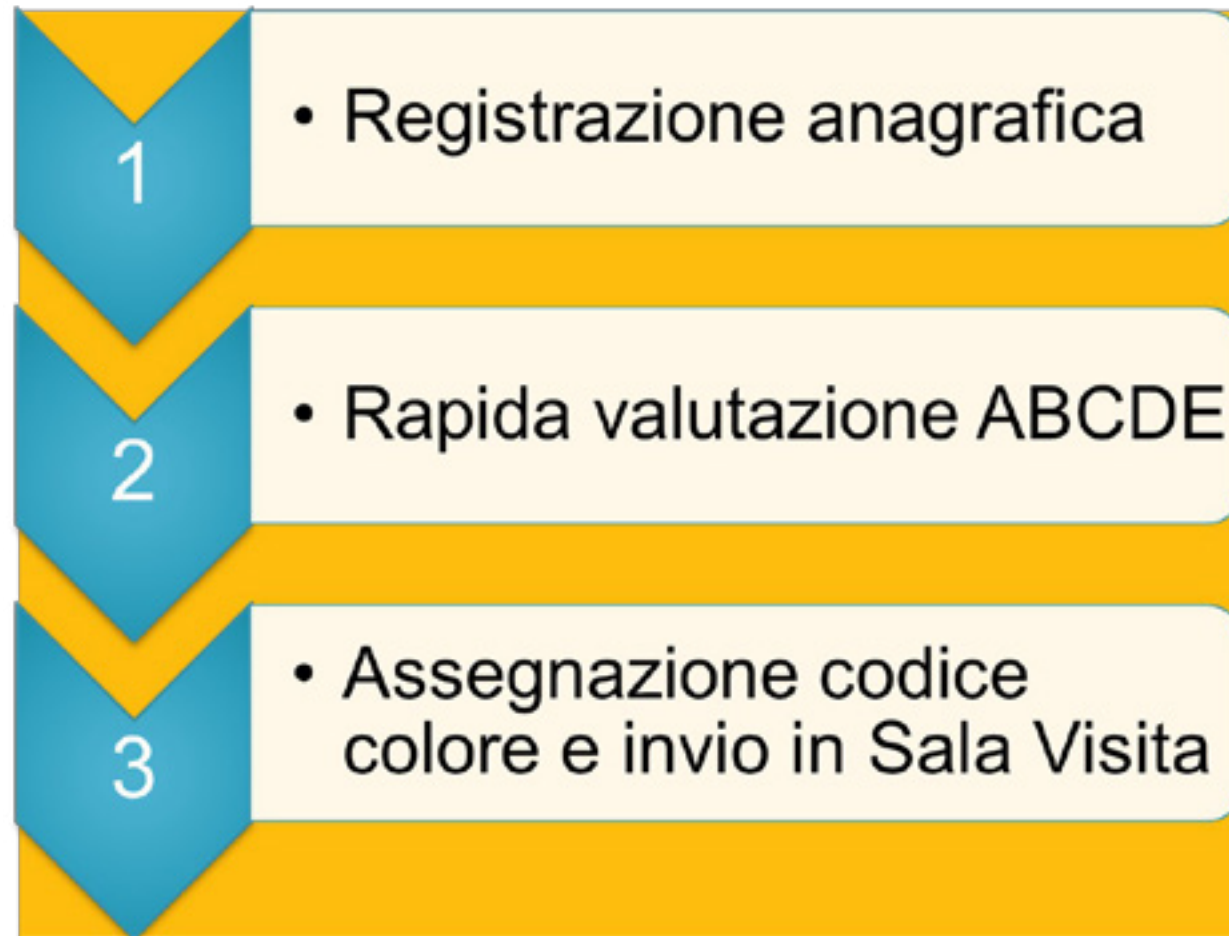 1
• Registrazione anagrafica
2
• Rapida valutazione ABCDE
3
• Assegnazione codice
colore e invio in Sala Visita